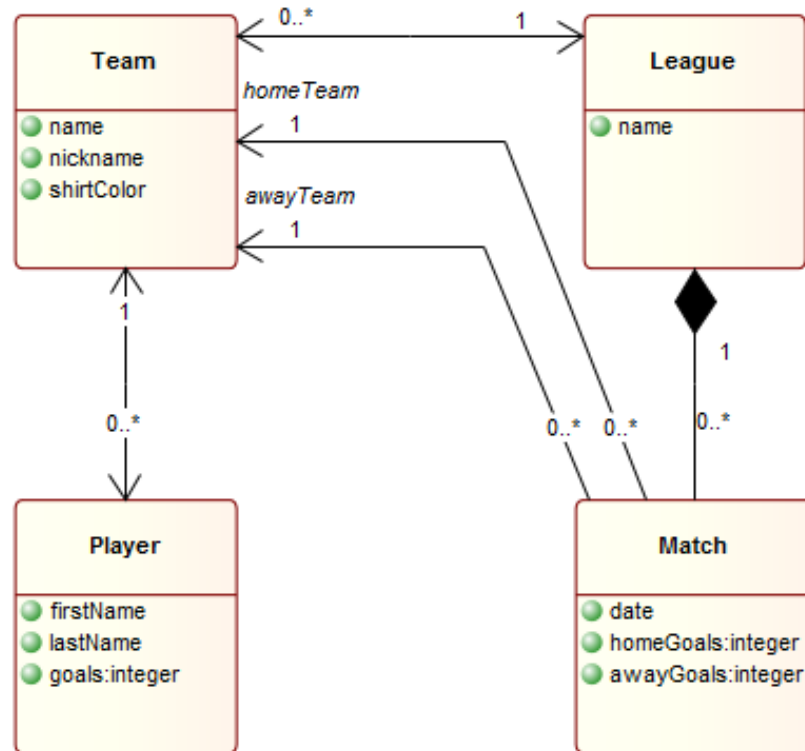 Team
name
nickname
shirtColor
0..*
1
League
name
homeTeam
1
awayTeam
1
1
0..*
0..*
0..*
1
0..*
Player
firstName
lastName
goals:integer
Match
date
homeGoals:integer
awayGoals:integer